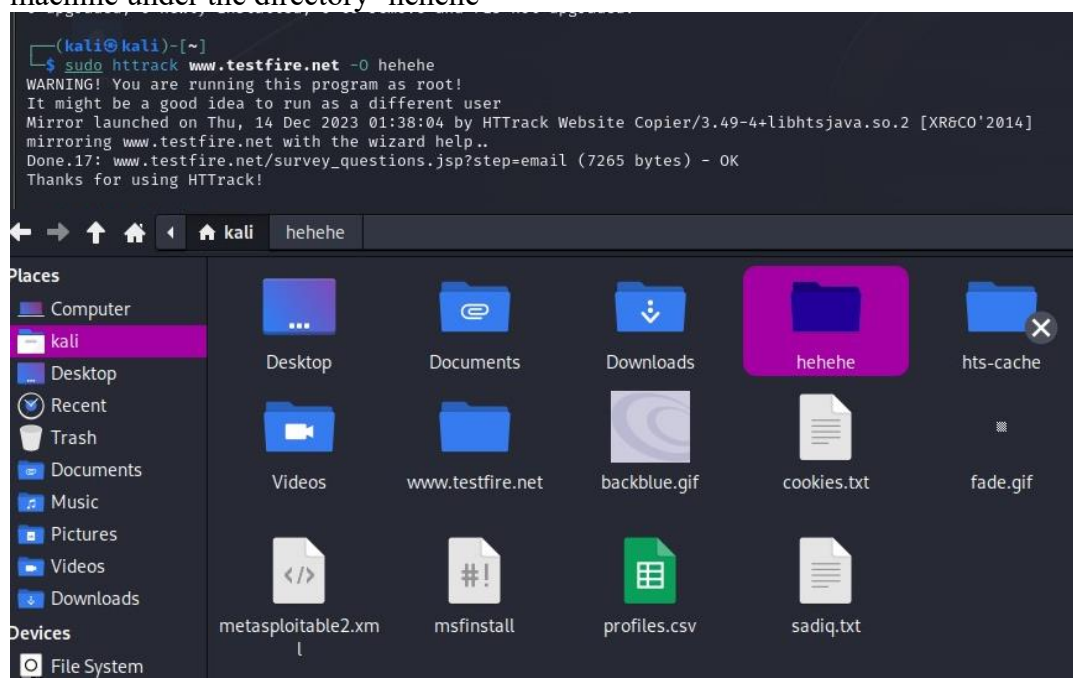 machine under the directory "hehehe"
(kali㉿kali)-[~]
$ sudo httrack www.testfire.net -O hehehe
WARNING! You are running this program as root!
It might be a good idea to run as a different user
Mirror launched on Thu, 14 Dec 2023 01:38:04 by HTTrack Website Copier/3.49-4+libhtsjava.so.2 [XR&CO'2014]
mirroring www.testfire.net with the wizard help..
Done.17: www.testfire.net/survey_questions.jsp?step=email (7265 bytes) - OK
Thanks for using HTTrack!
kali hehehe
Places
Computer
kali
Desktop
Recent
Trash
Documents
Music
Pictures
Videos
Downloads
Devices
File System
Desktop Documents Downloads hehehe hts-cache
Videos www.testfire.net backblue.gif cookies.txt fade.gif
metasploitable2.xm
l
msfinstall profiles.csv sadiq.txt